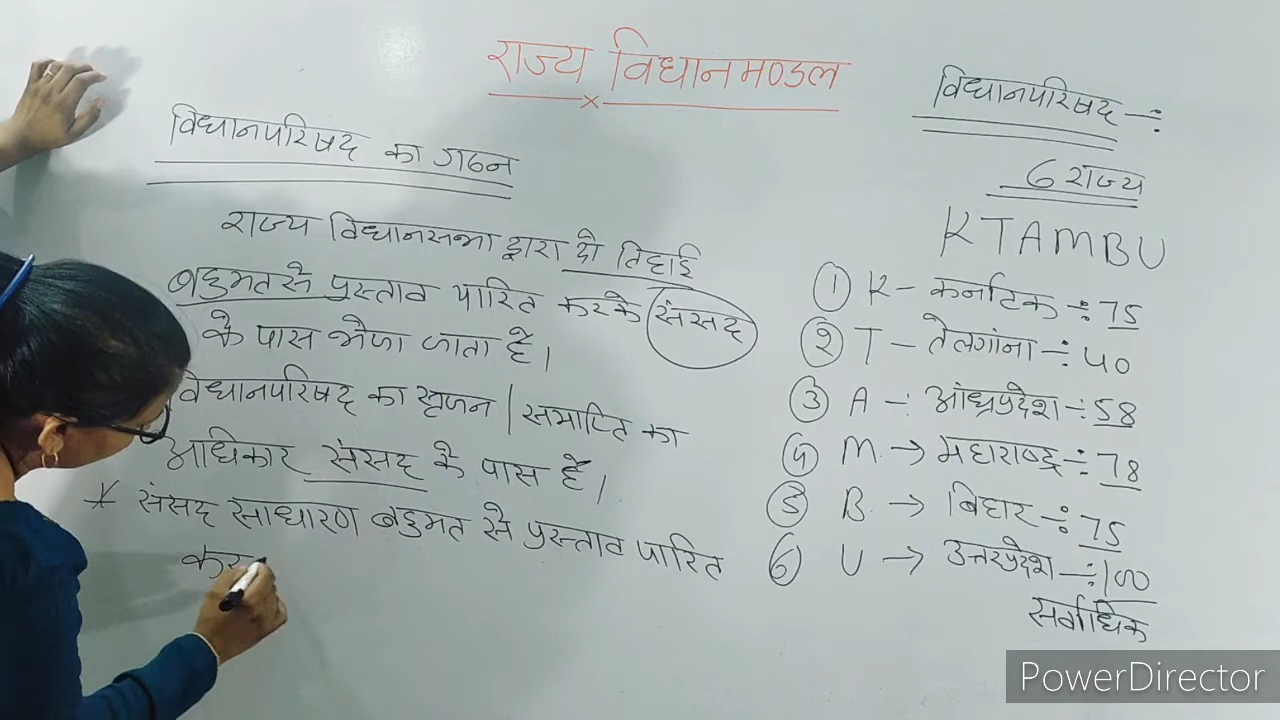 राज्य विधानमण्डल
विधानपरिषद का गठन
राज्य विधानसभा द्वारा दो तिहाई
बहुमत से प्रस्ताव पारित करके संसद
के पास भेजा जाता है।
विधानपरिषद का सृजन / समाप्ति का
अधिकार संसद के पास है।
* संसद साधारण बहुमत से प्रस्ताव पारित
कर
विधानपरिषद -:
6 राज्य
KTAMBU
① K - कर्नाटक ÷ 75
② T - तेलगांना -: 40
③ A -: आंध्रप्रदेश ÷ 58
④ M → महाराष्ट्र ÷ 78
⑤ B → बिहार -: 75
⑥ U → उत्तरप्रदेश -: 100
सर्वाधिक
PowerDirector